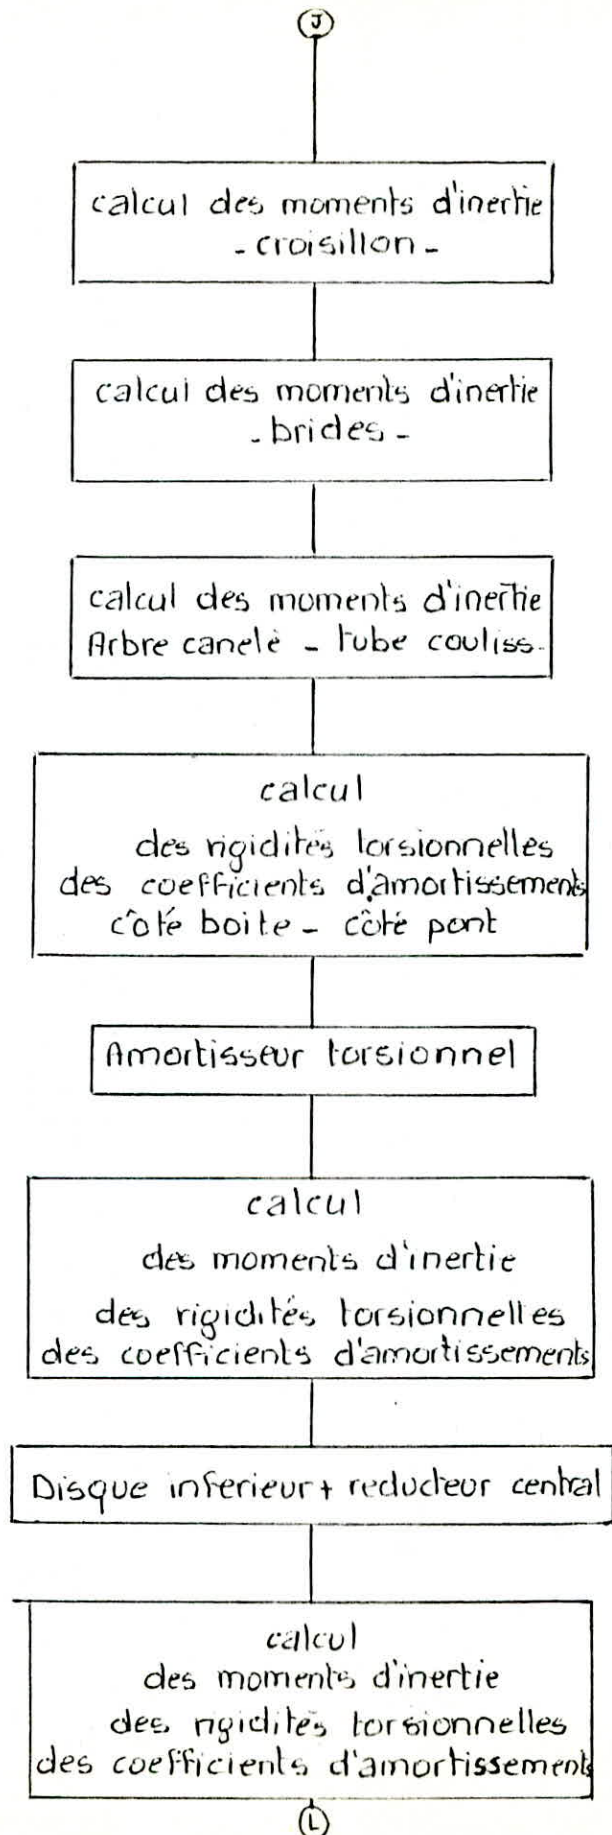 J
calcul des moments d'inertie
- croisillon -
calcul des moments d'inertie
- brides -
calcul des moments d'inertie
Arbre canelé - tube couliss.
calcul
des rigidités torsionnelles
des coefficients d'amortissements
côté boite - côté pont
Amortisseur torsionnel
calcul
des moments d'inertie
des rigidités torsionnelles
des coefficients d'amortissements
Disque inferieur + reducteur central
calcul
des moments d'inertie
des rigidités torsionnelles
des coefficients d'amortissements
L